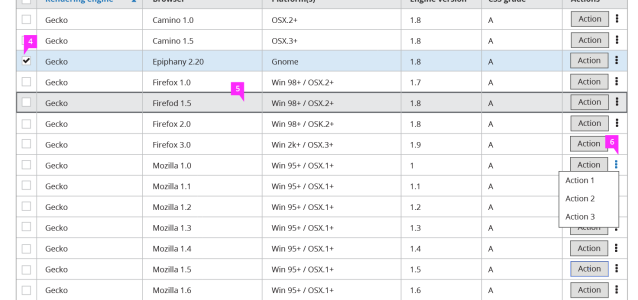 Rendering engine Browser Platform(s) Engine version CSS grade Actions
Gecko Camino 1.0 OSX.2+ 1.8 A Action
4
Gecko Camino 1.5 OSX.3+ 1.8 A Action
Gecko Epiphany 2.20 Gnome 1.8 A Action
Gecko Firefox 1.0 Win 98+ / OSX.2+ 1.7 A Action
5
Gecko Firefod 1.5 Win 98+ / OSX.2+ 1.8 A Action
Gecko Firefox 2.0 Win 98+ / OSX.2+ 1.8 A Action
6
Gecko Firefox 3.0 Win 2k+ / OSX.3+ 1.9 A Action
Gecko Mozilla 1.0 Win 95+ / OSX.1+ 1 A Action
Action 1
Gecko Mozilla 1.1 Win 95+ / OSX.1+ 1.1 A
Action 2
Gecko Mozilla 1.2 Win 95+ / OSX.1+ 1.2 A
Action 3
Gecko Mozilla 1.3 Win 95+ / OSX.1+ 1.3 A Action
Gecko Mozilla 1.4 Win 95+ / OSX.1+ 1.4 A Action
Gecko Mozilla 1.5 Win 95+ / OSX.1+ 1.5 A Action
Gecko Mozilla 1.6 Win 95+ / OSX.1+ 1.6 A Action